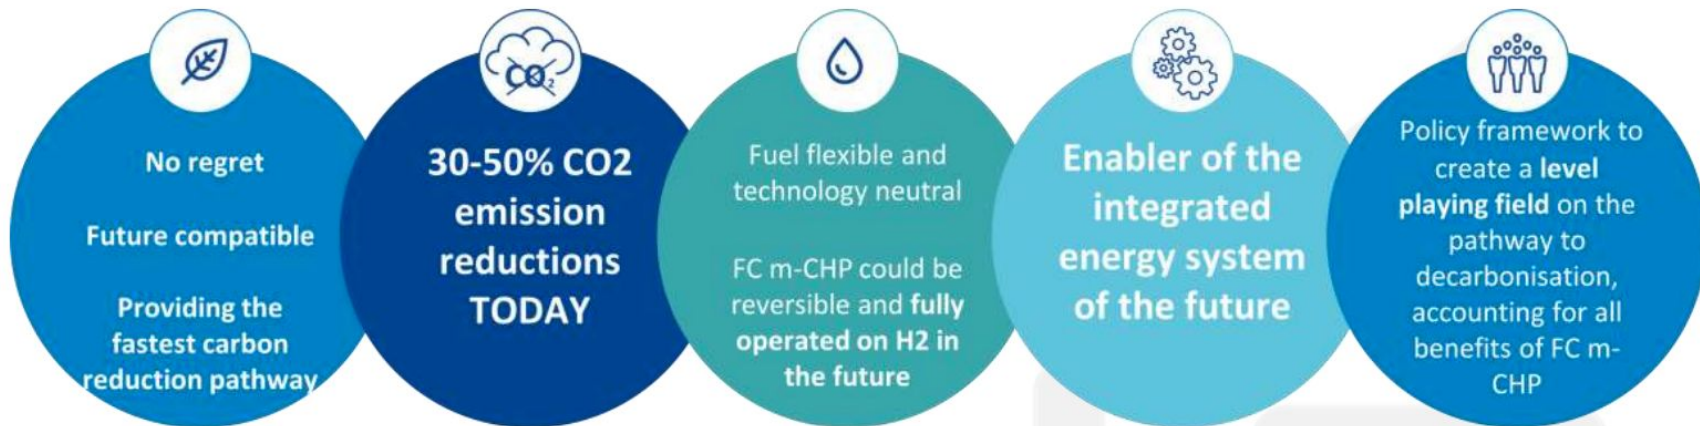 No regret
Future compatible
Providing the
fastest carbon
reduction pathway
CO2
30-50% CO2
emission
reductions
TODAY
Fuel flexible and
technology neutral
FC m-CHP could be
reversible and fully
operated on H2 in
the future
Enabler of the
integrated
energy system
of the future
Policy framework to
create a level
playing field on the
pathway to
decarbonisation,
accounting for all
benefits of FC m-
CHP